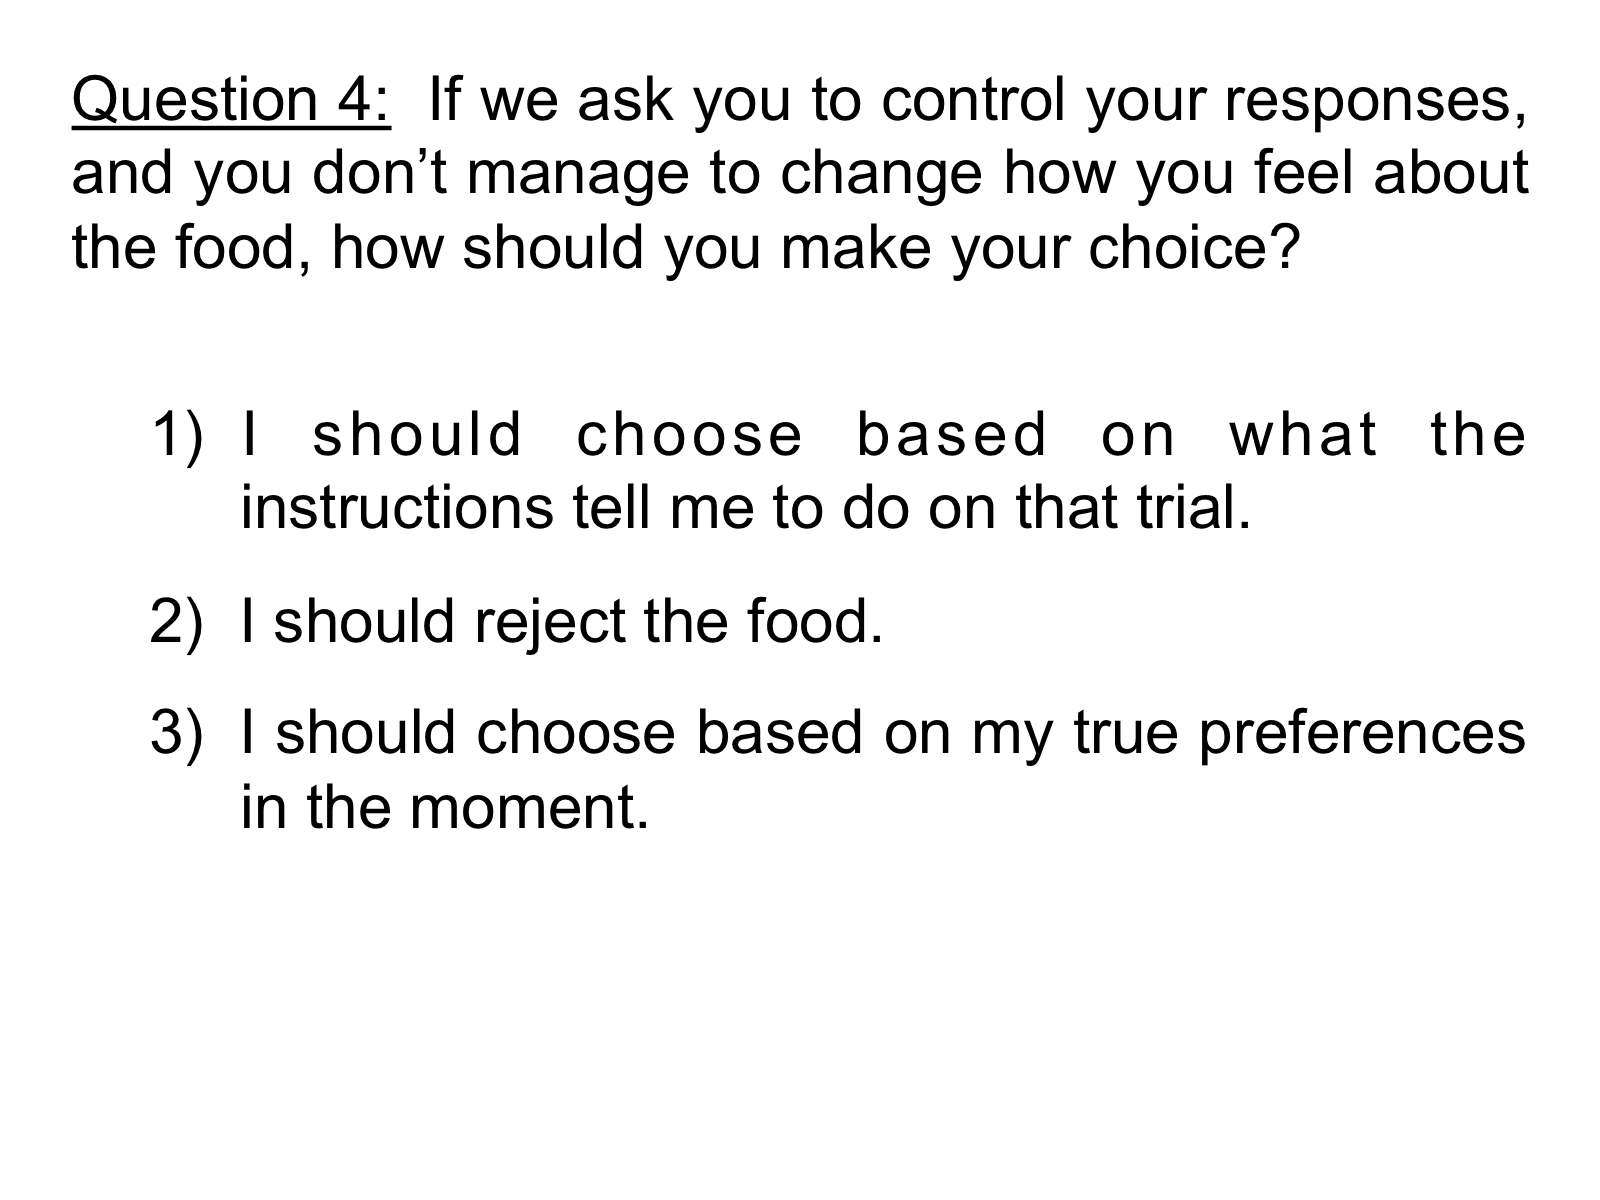 Question 4:  If we ask you to control your responses,
and you don’t manage to change how you feel about
the food, how should you make your choice?
1) I should choose based on what the
instructions tell me to do on that trial.
2) I should reject the food.
3) I should choose based on my true preferences
in the moment.